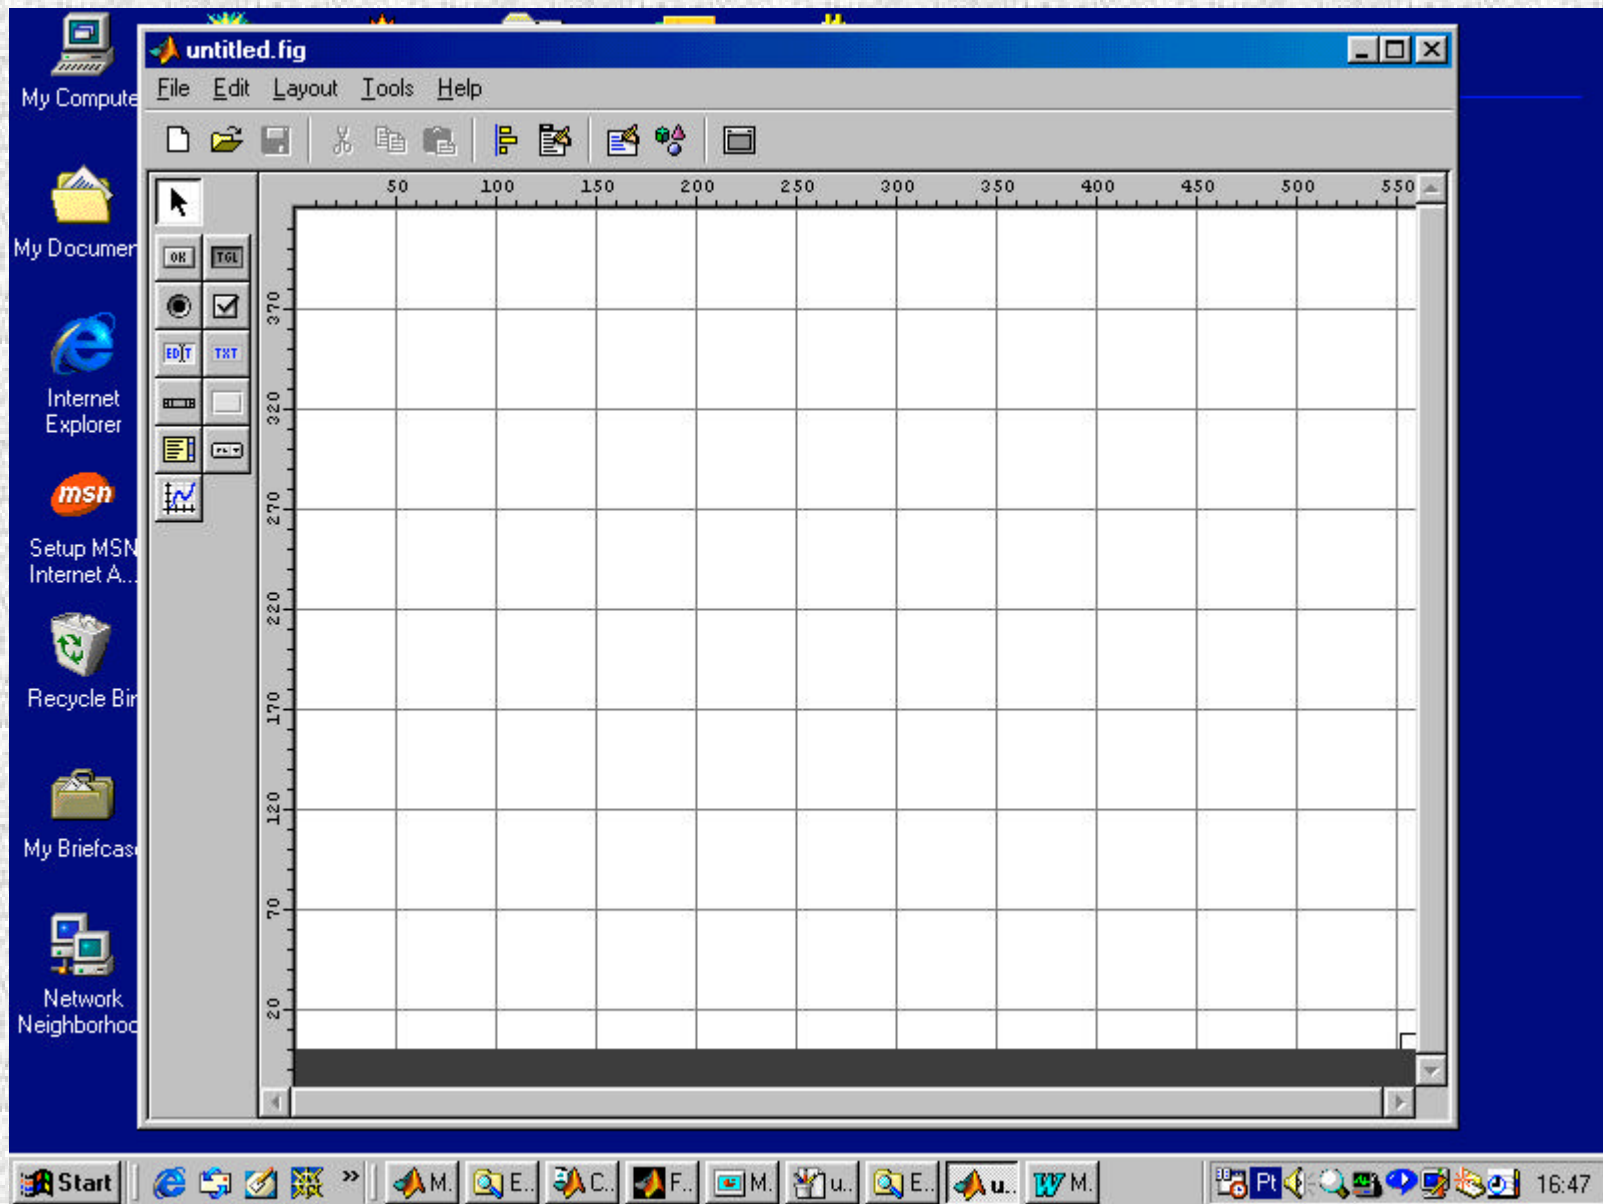 untitled.fig
File Edit Layout Tools Help
50 100 150 200 250 300 350 400 450 500 550
OK TGL
EDIT TXT
370
320
270
220
170
120
70
20
My Compute
My Documen
Internet
Explorer
msn
Setup MSN
Internet A...
Recycle Bin
My Briefcas
Network
Neighborhoo
Start » M. E.. C.. F.. M. u.. E.. u.. W M. Pt 16:47